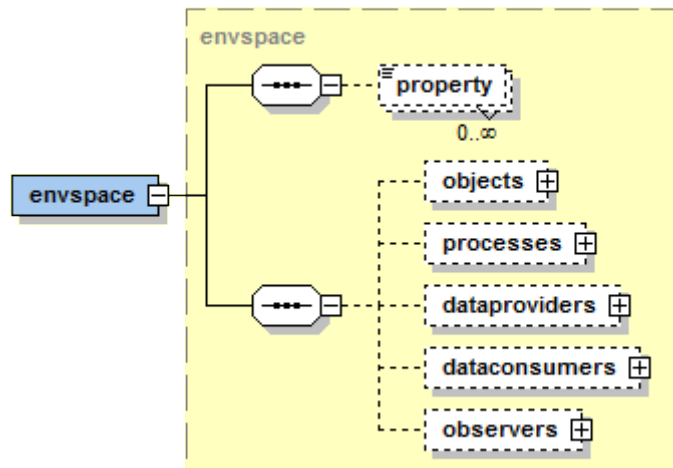 envspace
property
0..∞
envspace
objects
processes
dataproviders
dataconsumers
observers